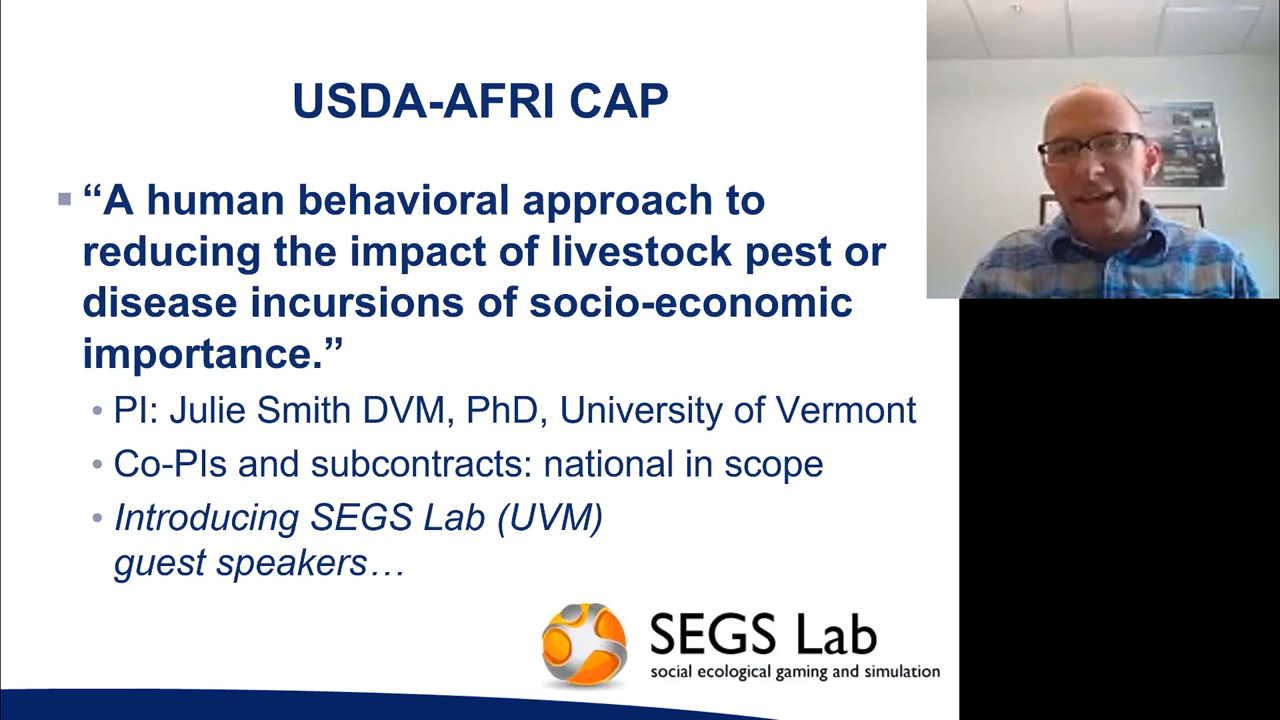 USDA-AFRI CAP
“A human behavioral approach to
reducing the impact of livestock pest or
disease incursions of socio-economic
importance.”
PI: Julie Smith DVM, PhD, University of Vermont
Co-PIs and subcontracts: national in scope
Introducing SEGS Lab (UVM)
guest speakers…
SEGS Lab
social ecological gaming and simulation